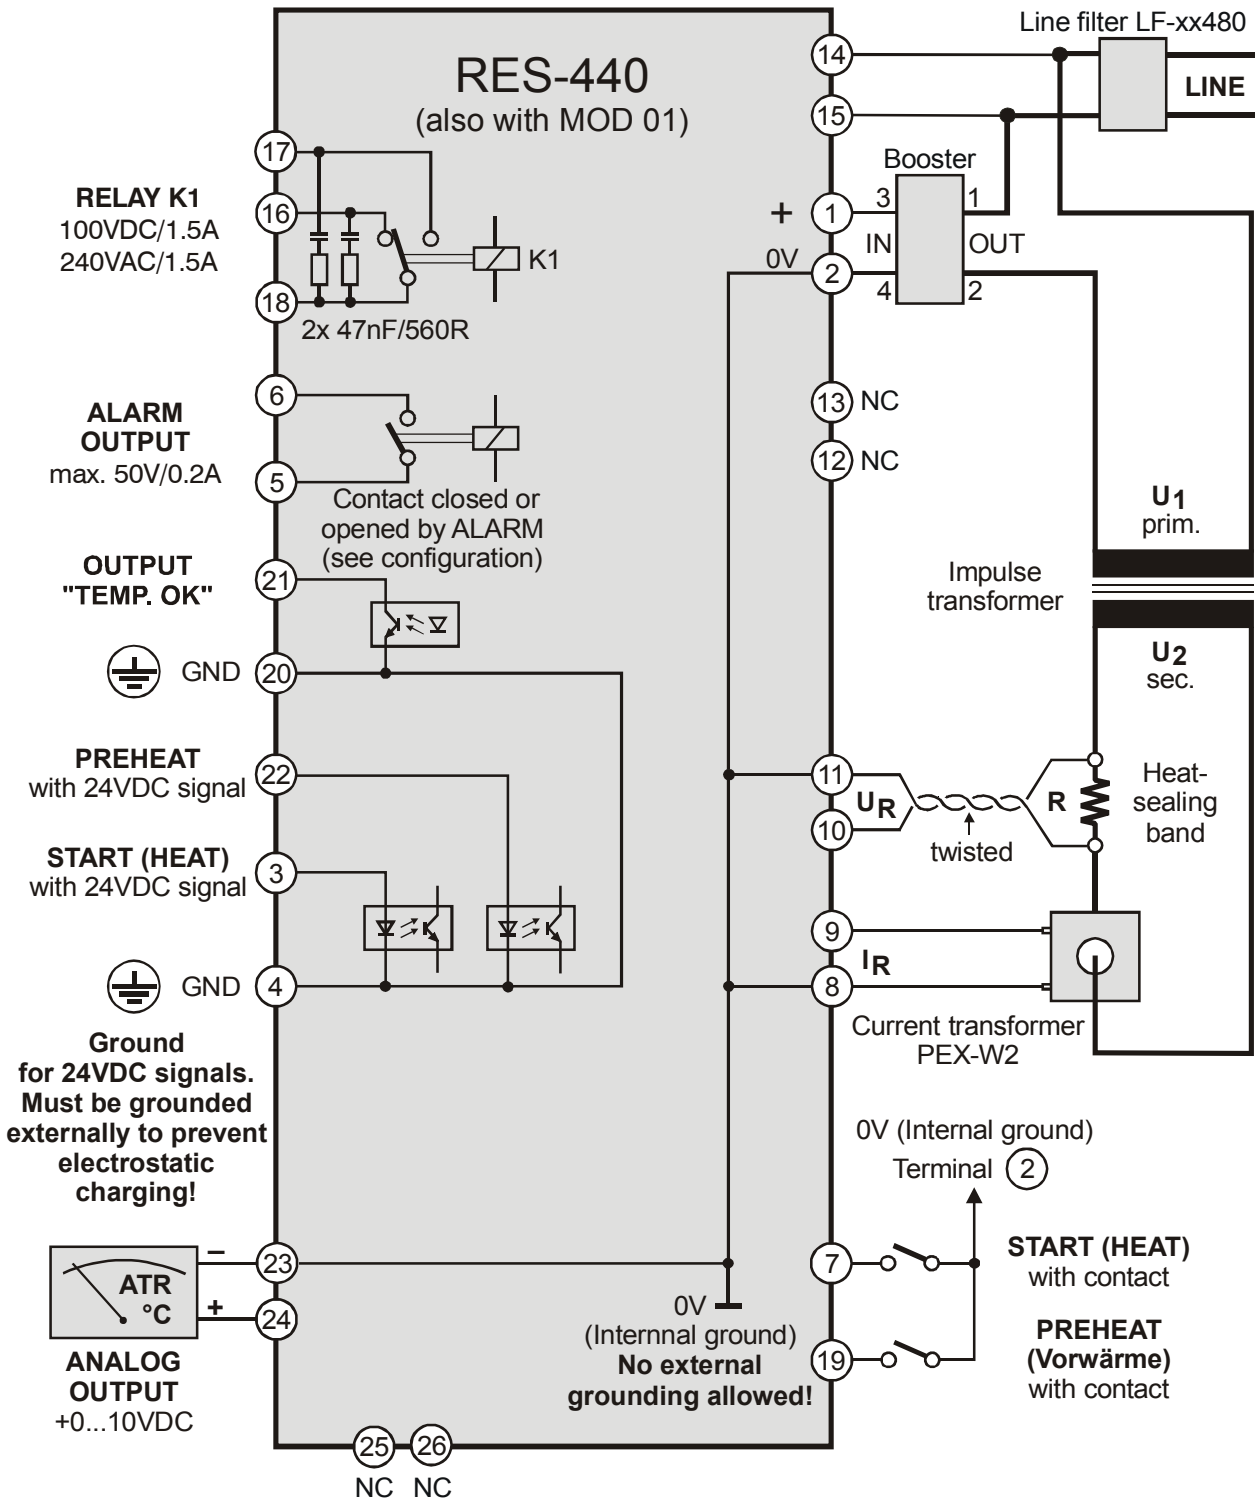 Line filter LF-xx480
RES-440
(also with MOD 01)
14
LINE
15
17
Booster
RELAY K1
100VDC/1.5A
240VAC/1.5A
16
K1
18
2x 47nF/560R
+
1
3
1
IN
OUT
0V
2
4
2
6
ALARM
OUTPUT
max. 50V/0.2A
5
Contact closed or
opened by ALARM
(see configuration)
13
NC
12
NC
U1
prim.
OUTPUT
"TEMP. OK"
21
Impulse
transformer
GND
20
U2
sec.
PREHEAT
with 24VDC signal
22
11
UR
10
twisted
R
Heat-
sealing
band
START (HEAT)
with 24VDC signal
3
9
IR
8
GND
4
Current transformer
PEX-W2
Ground
for 24VDC signals.
Must be grounded
externally to prevent
electrostatic
charging!
0V (Internal ground)
Terminal 2
ATR
°C
–
+
23
24
ANALOG
OUTPUT
+0...10VDC
0V
(Internnal ground)
No external
grounding allowed!
7
START (HEAT)
with contact
19
PREHEAT
(Vorwärme)
with contact
25
26
NC
NC